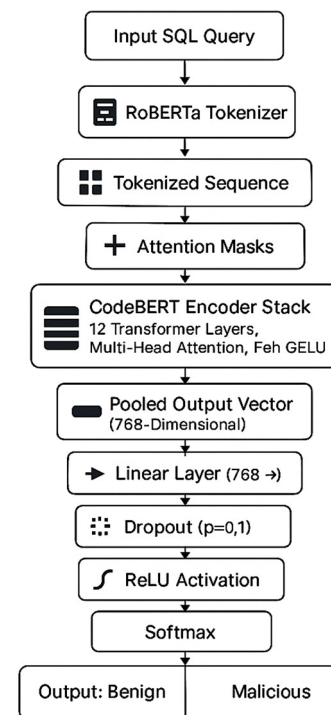 Input SQL Query
RoBERTa Tokenizer
Tokenized Sequence
Attention Masks
CodeBERT Encoder Stack
12 Transformer Layers,
Multi-Head Attention, Feh GELU
Pooled Output Vector
(768-Dimensional)
Linear Layer (768 →)
Dropout (p=0,1)
ReLU Activation
Softmax
Output: Benign
Malicious